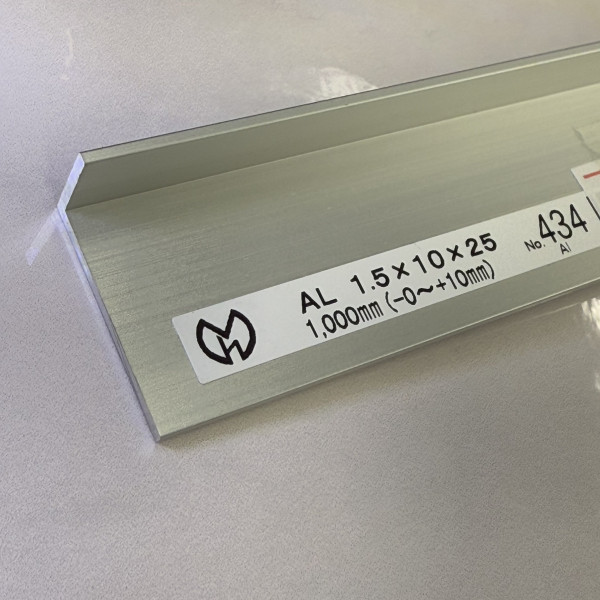 AL 1.5×10×25
1,000mm (-0～+10mm)
No. 434
Al